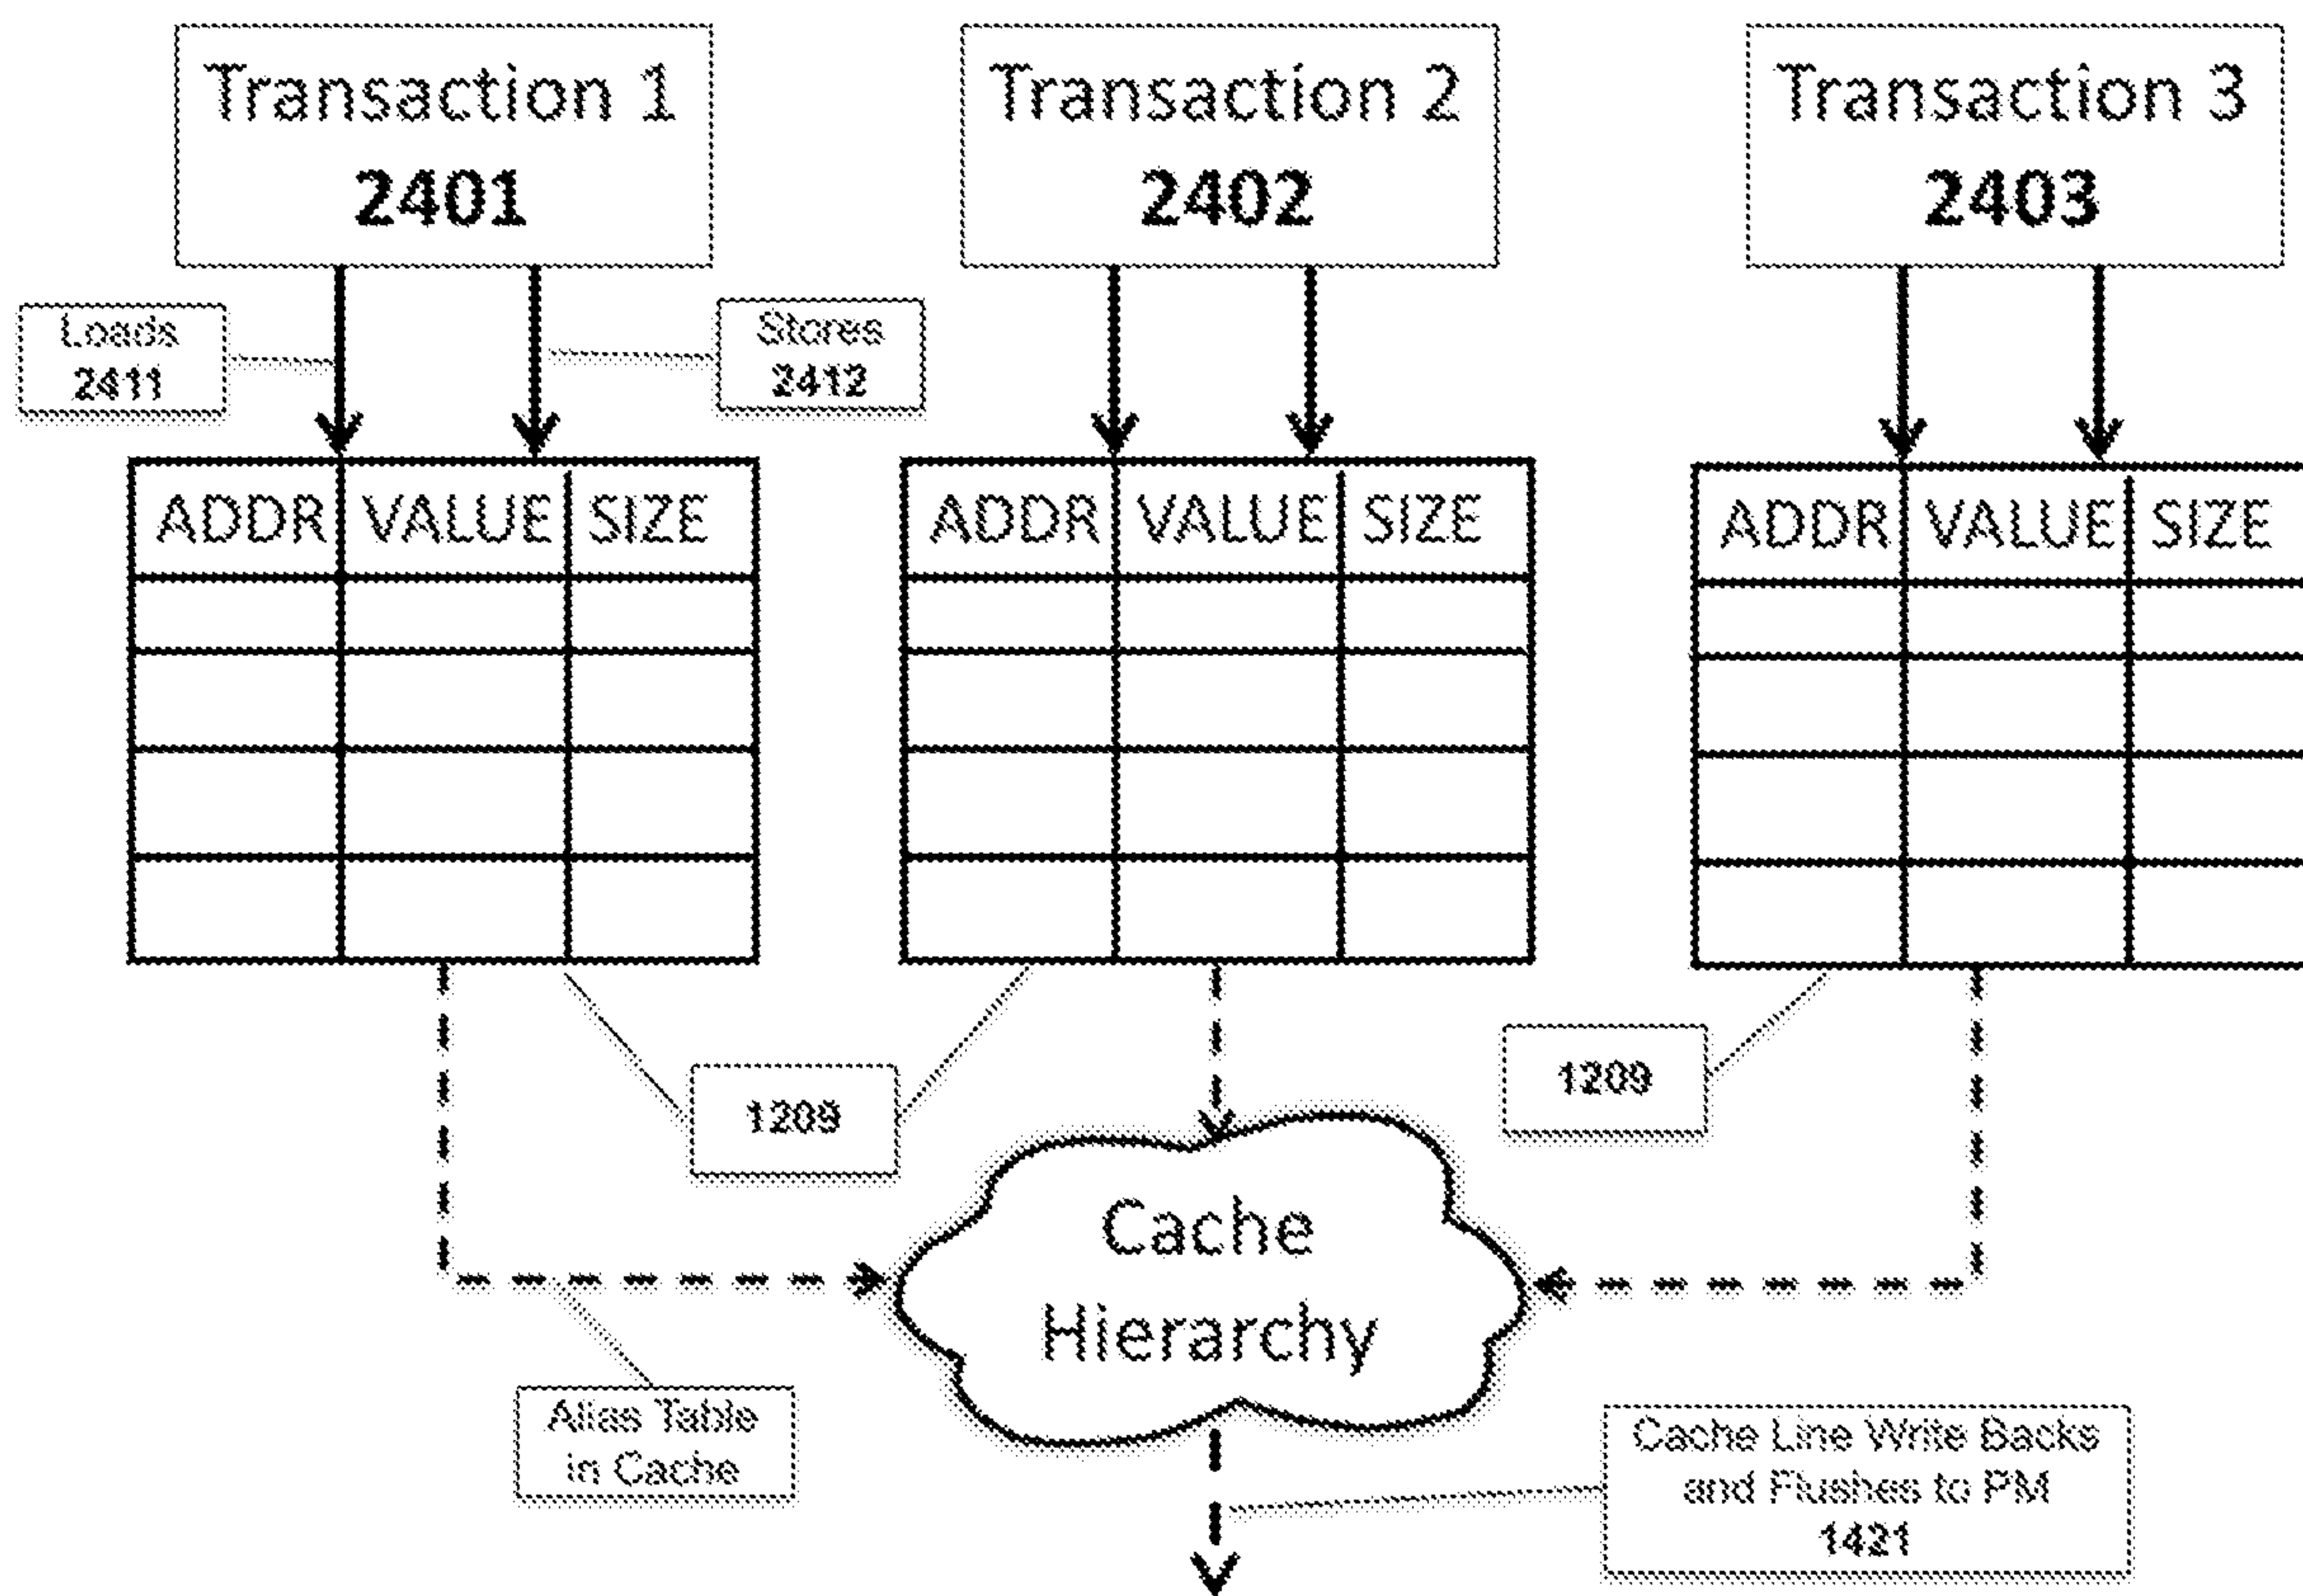 Transaction 1
2401
Transaction 2
2402
Transaction 3
2403
Loads
2411
Stores
2412
ADDR VALUE SIZE
ADDR VALUE SIZE
ADDR VALUE SIZE
1209
1209
Cache
Hierarchy
Alias Table
in Cache
Cache Line Write Backs
and Flushes to PM
1421